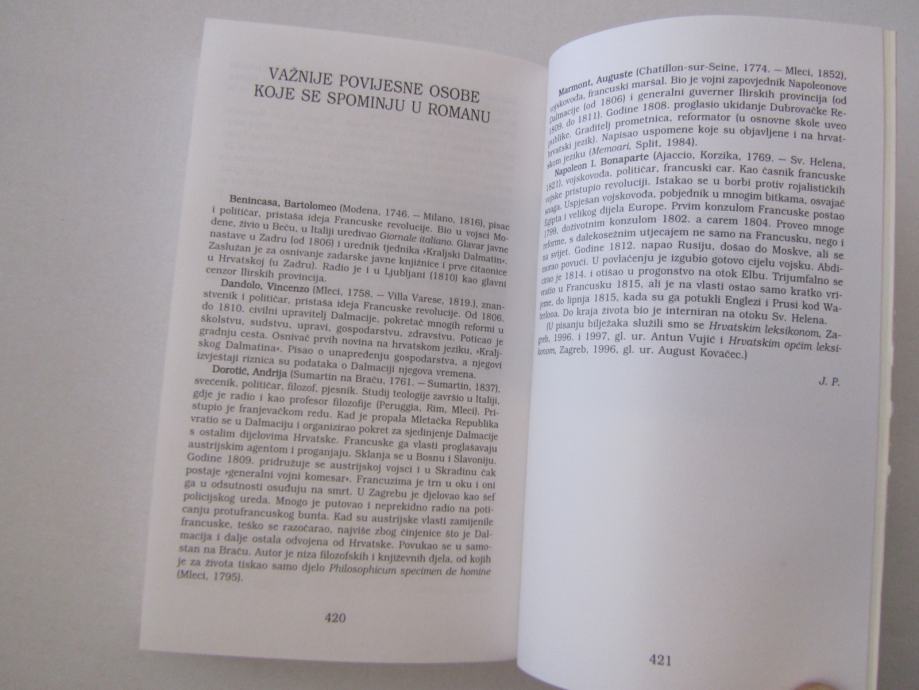 VAŽNIJE POVIJESNE OSOBE
KOJE SE SPOMINJU U ROMANU
Benincasa, Bartolomeo (Modena, 1746. – Milano, 1816), pisac
i političar, pristaša ideja Francuske revolucije. Bio u vojsci Mo-
dene, živio u Beču, u Italiji uređivao Giornale italiano. Glavar javne
nastave u Zadru (od 1806) i urednik tjednika »Kraljski Dalmatin«.
Zaslužan je za osnivanje zadarske javne knjižnice i prve čitaonice
u Hrvatskoj (u Zadru). Radio je i u Ljubljani (1810) kao glavni
cenzor Ilirskih provincija.
Dandolo, Vincenzo (Mleci, 1758. – Villa Varese, 1819.), znan-
stvenik i političar, pristaša ideja Francuske revolucije. Od 1806.
do 1810. civilni upravitelj Dalmacije, pokretač mnogih reformi u
školstvu, sudstvu, upravi, gospodarstvu, zdravstvu. Poticao je
gradnju cesta. Osnivač prvih novina na hrvatskom jeziku, »Kralj-
skog Dalmatina«. Pisao o unapređenju gospodarstva, a njegovi
izvještaji riznica su podataka o Dalmaciji njegova vremena.
Dorotić, Andrija (Sumartin na Braču, 1761. – Sumartin, 1837).
svećenik, političar, filozof, pjesnik. Studij teologije završio u Italiji,
gdje je radio i kao profesor filozofije (Peruggia, Rim, Mleci). Pri-
stupio je franjevačkom redu. Kad je propala Mletačka Republika
vratio se u Dalmaciju i organizirao pokret za sjedinjenje Dalmacije
s ostalim dijelovima Hrvatske. Francuske ga vlasti proglašavaju
austrijskim agentom i proganjaju. Sklanja se u Bosnu i Slavoniju.
Godine 1809. pridružuje se austrijskoj vojsci i u Skradinu čak
postaje »generalni vojni komesar«. Francuzima je trn u oku i oni
ga u odsutnosti osuđuju na smrt. U Zagrebu je djelovao kao šef
policijskog ureda. Mnogo je putovao i neprekidno radio na poti-
canju protufrancuskog bunta. Kad su austrijske vlasti zamijenile
francuske, teško se razočarao, najviše zbog činjenice što je Dal-
macija i dalje ostala odvojena od Hrvatske. Povukao se u samo-
stan na Braču. Autor je niza filozofskih i književnih djela, od kojih
je za života tiskao samo djelo Philosophicum specimen de homine
(Mleci, 1795).
420
Marmont, Auguste (Chatillon-sur-Seine, 1774. – Mleci, 1852),
vojskovođa, francuski maršal. Bio je vojni zapovjednik Napoleonove
Dalmacije (od 1806) i generalni guverner Ilirskih provincija (od
1809. do 1811). Godine 1808. proglasio ukidanje Dubrovačke Re-
publike. Graditelj prometnica, reformator (u osnovne škole uveo
hrvatski jezik). Napisao uspomene koje su objavljene i na hrvat-
skom jeziku (Memoari, Split, 1984).
Napoleon I. Bonaparte (Ajaccio, Korzika, 1769. – Sv. Helena,
1821), vojskovođa, političar, francuski car. Kao časnik francuske
vojske pristupio revoluciji. Istakao se u borbi protiv rojalističkih
snaga. Uspješan vojskovođa, pobjednik u mnogim bitkama, osvajač
Egipta i velikog dijela Europe. Prvim konzulom Francuske postao
1799, doživotnim konzulom 1802. a carem 1804. Proveo mnoge
reforme, s dalekosežnim utjecajem ne samo na Francusku, nego i
na svijet. Godine 1812. napao Rusiju, došao do Moskve, ali se
morao povući. U povlačenju je izgubio gotovo cijelu vojsku. Abdi-
cirao je 1814. i otišao u progonstvo na otok Elbu. Trijumfalno se
vratio u Francusku 1815, ali je na vlasti ostao samo kratko vri-
jeme, do lipnja 1815, kada su ga potukli Englezi i Prusi kod Wa-
terlooa. Do kraja života bio je interniran na otoku Sv. Helena.
(U pisanju bilježaka služili smo se Hrvatskim leksikonom, Za-
greb, 1996. i 1997, gl. ur. Antun Vujić i Hrvatskim općim leksi-
konom, Zagreb, 1996, gl. ur. August Kovačec.)
J. P.
421